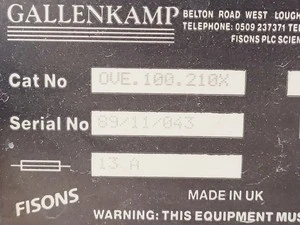 GALLENKAMP
BELTON ROAD WEST LOUGH
TELEPHONE: 0509 237371 TE
FISONS PLC SCIEN
Cat No OVE.100.210X
Serial No 89/11/043
13 A
FISONS
MADE IN UK
WARNING: THIS EQUIPMENT MUS